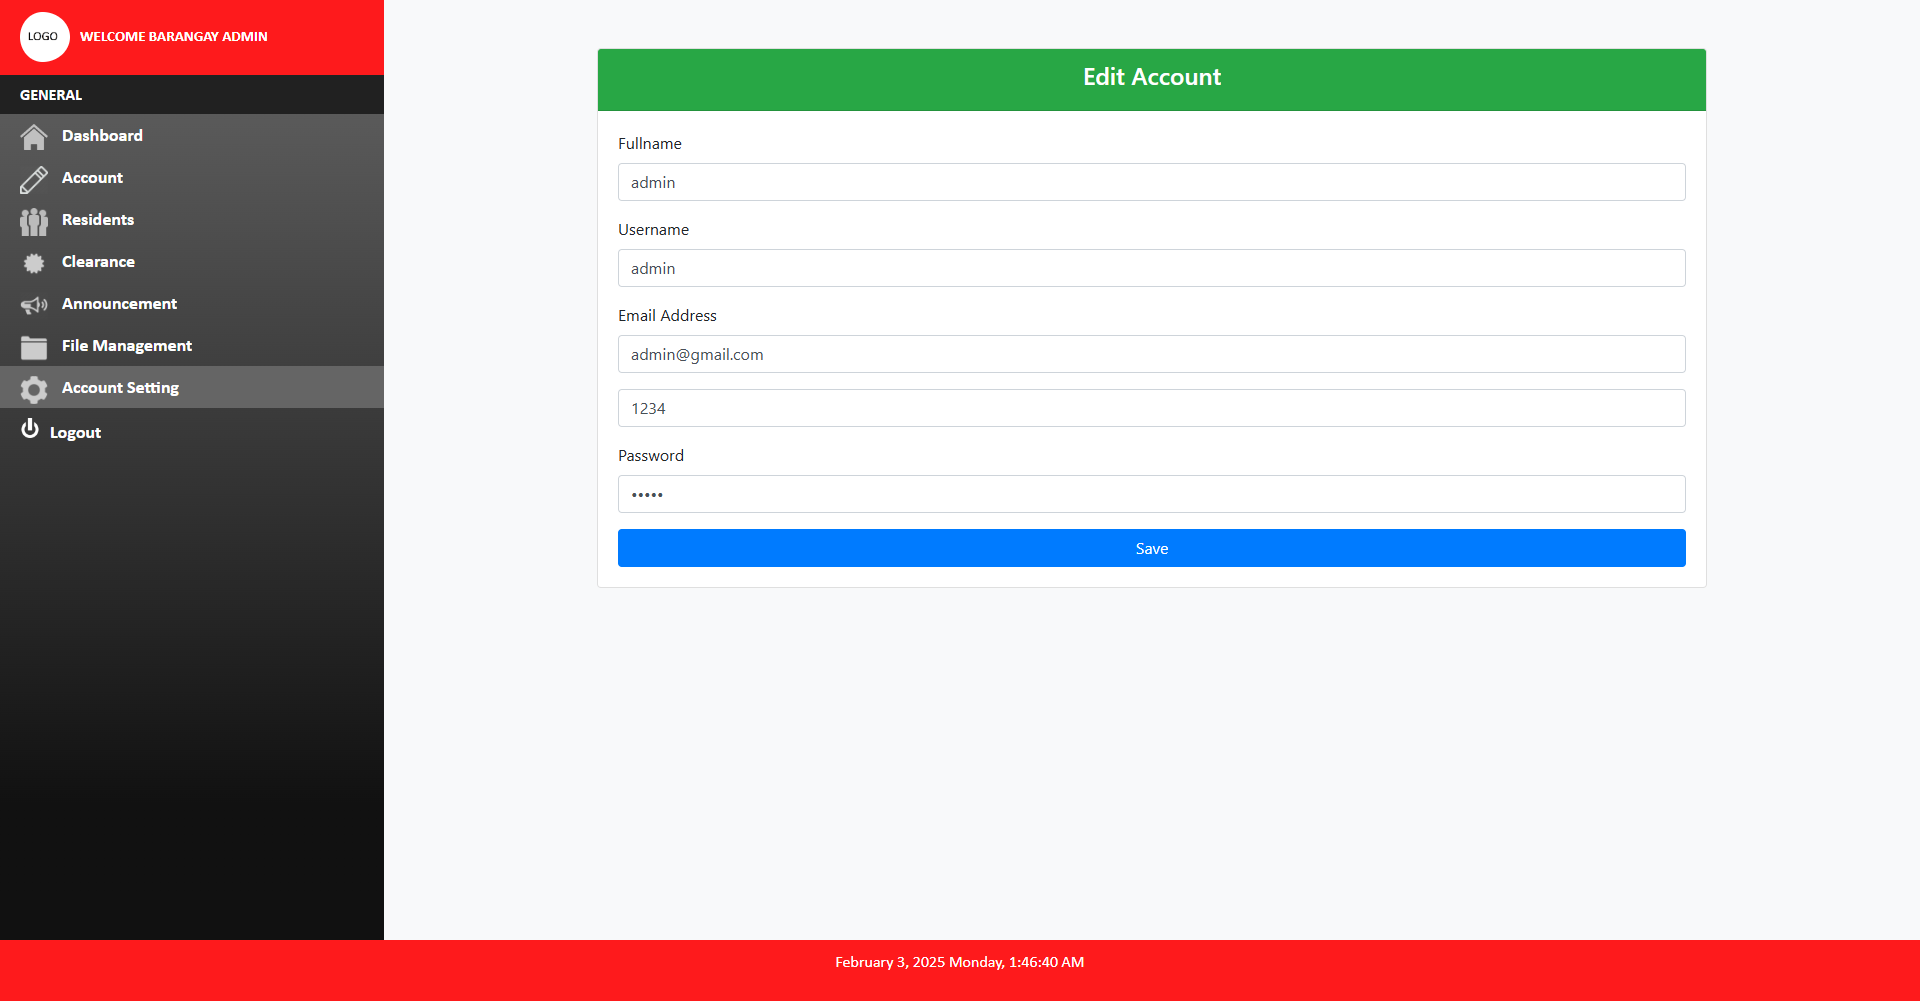 LOGO
WELCOME BARANGAY ADMIN
GENERAL
Dashboard
Account
Residents
Clearance
Announcement
File Management
Account Setting
Logout
Edit Account
Fullname
admin
Username
admin
Email Address
admin@gmail.com
1234
Password
•••••
Save
February 3, 2025 Monday, 1:46:40 AM